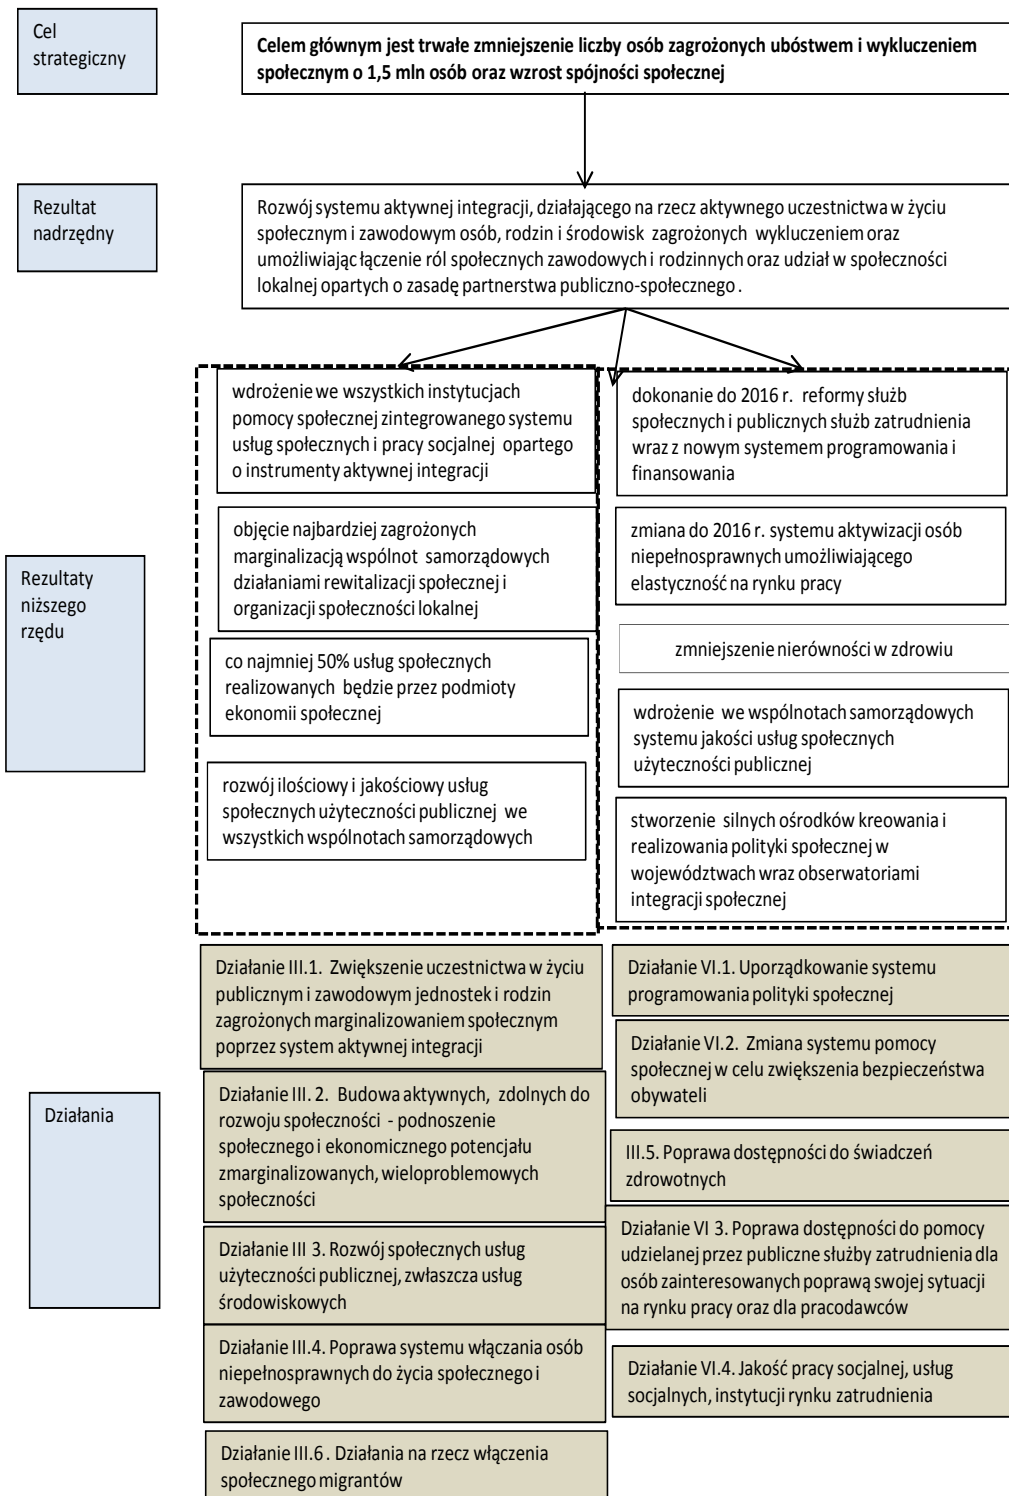 Cel
strategiczny
Celem głównym jest trwałe zmniejszenie liczby osób zagrożonych ubóstwem i wykluczeniem
społecznym o 1,5 mln osób oraz wzrost spójności społecznej
Rezultat
nadrzędny
Rozwój systemu aktywnej integracji, działającego na rzecz aktywnego uczestnictwa w życiu
społecznym i zawodowym osób, rodzin i środowisk zagrożonych wykluczeniem oraz
umożliwiając łączenie ról społecznych zawodowych i rodzinnych oraz udział w społeczności
lokalnej opartych o zasadę partnerstwa publiczno-społecznego .
Rezultaty
niższego
rzędu
wdrożenie we wszystkich instytucjach
pomocy społecznej zintegrowanego systemu
usług społecznych i pracy socjalnej opartego
o instrumenty aktywnej integracji
objęcie najbardziej zagrożonych
marginalizacją wspólnot samorządowych
działaniami rewitalizacji społecznej i
organizacji społeczności lokalnej
co najmniej 50% usług społecznych
realizowanych będzie przez podmioty
ekonomii społecznej
rozwój ilościowy i jakościowy usług
społecznych użyteczności publicznej we
wszystkich wspólnotach samorządowych
dokonanie do 2016 r. reformy służb
społecznych i publicznych służb zatrudnienia
wraz z nowym systemem programowania i
finansowania
zmiana do 2016 r. systemu aktywizacji osób
niepełnosprawnych umożliwiającego
elastyczność na rynku pracy
zmniejszenie nierówności w zdrowiu
wdrożenie we wspólnotach samorządowych
systemu jakości usług społecznych
użyteczności publicznej
stworzenie silnych ośrodków kreowania i
realizowania polityki społecznej w
województwach wraz obserwatoriami
integracji społecznej
Działania
Działanie III.1. Zwiększenie uczestnictwa w życiu
publicznym i zawodowym jednostek i rodzin
zagrożonych marginalizowaniem społecznym
poprzez system aktywnej integracji
Działanie III. 2. Budowa aktywnych, zdolnych do
rozwoju społeczności - podnoszenie
społecznego i ekonomicznego potencjału
zmarginalizowanych, wieloproblemowych
społeczności
Działanie III 3. Rozwój społecznych usług
użyteczności publicznej, zwłaszcza usług
środowiskowych
Działanie III.4. Poprawa systemu włączania osób
niepełnosprawnych do życia społecznego i
zawodowego
Działanie III.6 . Działania na rzecz włączenia
społecznego migrantów
Działanie VI.1. Uporządkowanie systemu
programowania polityki społecznej
Działanie VI.2. Zmiana systemu pomocy
społecznej w celu zwiększenia bezpieczeństwa
obywateli
III.5. Poprawa dostępności do świadczeń
zdrowotnych
Działanie VI 3. Poprawa dostępności do pomocy
udzielanej przez publiczne służby zatrudnienia dla
osób zainteresowanych poprawą swojej sytuacji
na rynku pracy oraz dla pracodawców
Działanie VI.4. Jakość pracy socjalnej, usług
socjalnych, instytucji rynku zatrudnienia